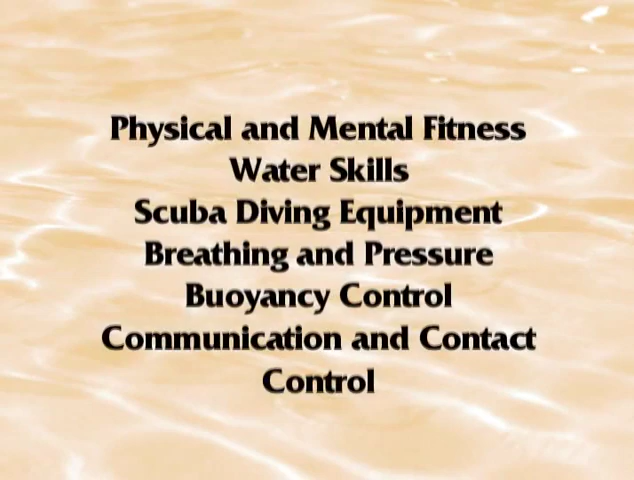 Physical and Mental Fitness
Water Skills
Scuba Diving Equipment
Breathing and Pressure
Buoyancy Control
Communication and Contact
Control